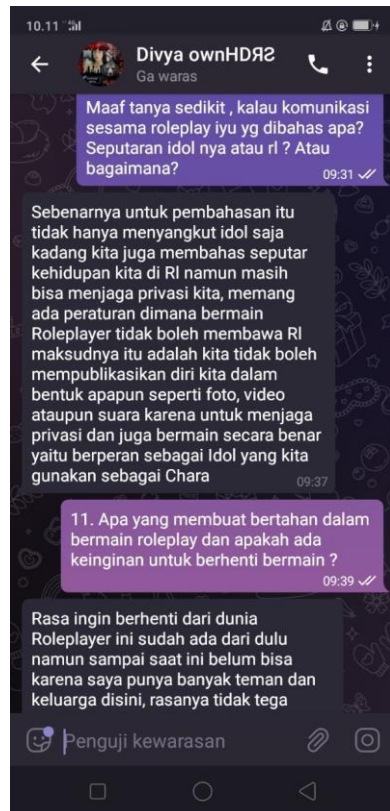 10.11
Divya ownHDЯƧ
Ga waras
Maaf tanya sedikit , kalau komunikasi
sesama roleplay iyu yg dibahas apa?
Seputaran idol nya atau rl ? Atau
bagaimana?
09:31
Sebenarnya untuk pembahasan itu
tidak hanya menyangkut idol saja
kadang kita juga membahas seputar
kehidupan kita di Rl namun masih
bisa menjaga privasi kita, memang
ada peraturan dimana bermain
Roleplayer tidak boleh membawa Rl
maksudnya itu adalah kita tidak boleh
mempublikasikan diri kita dalam
bentuk apapun seperti foto, video
ataupun suara karena untuk menjaga
privasi dan juga bermain secara benar
yaitu berperan sebagai Idol yang kita
gunakan sebagai Chara
09:37
11. Apa yang membuat bertahan dalam
bermain roleplay dan apakah ada
keinginan untuk berhenti bermain ?
09:39
Rasa ingin berhenti dari dunia
Roleplayer ini sudah ada dari dulu
namun sampai saat ini belum bisa
karena saya punya banyak teman dan
keluarga disini, rasanya tidak tega
Penguji kewarasan